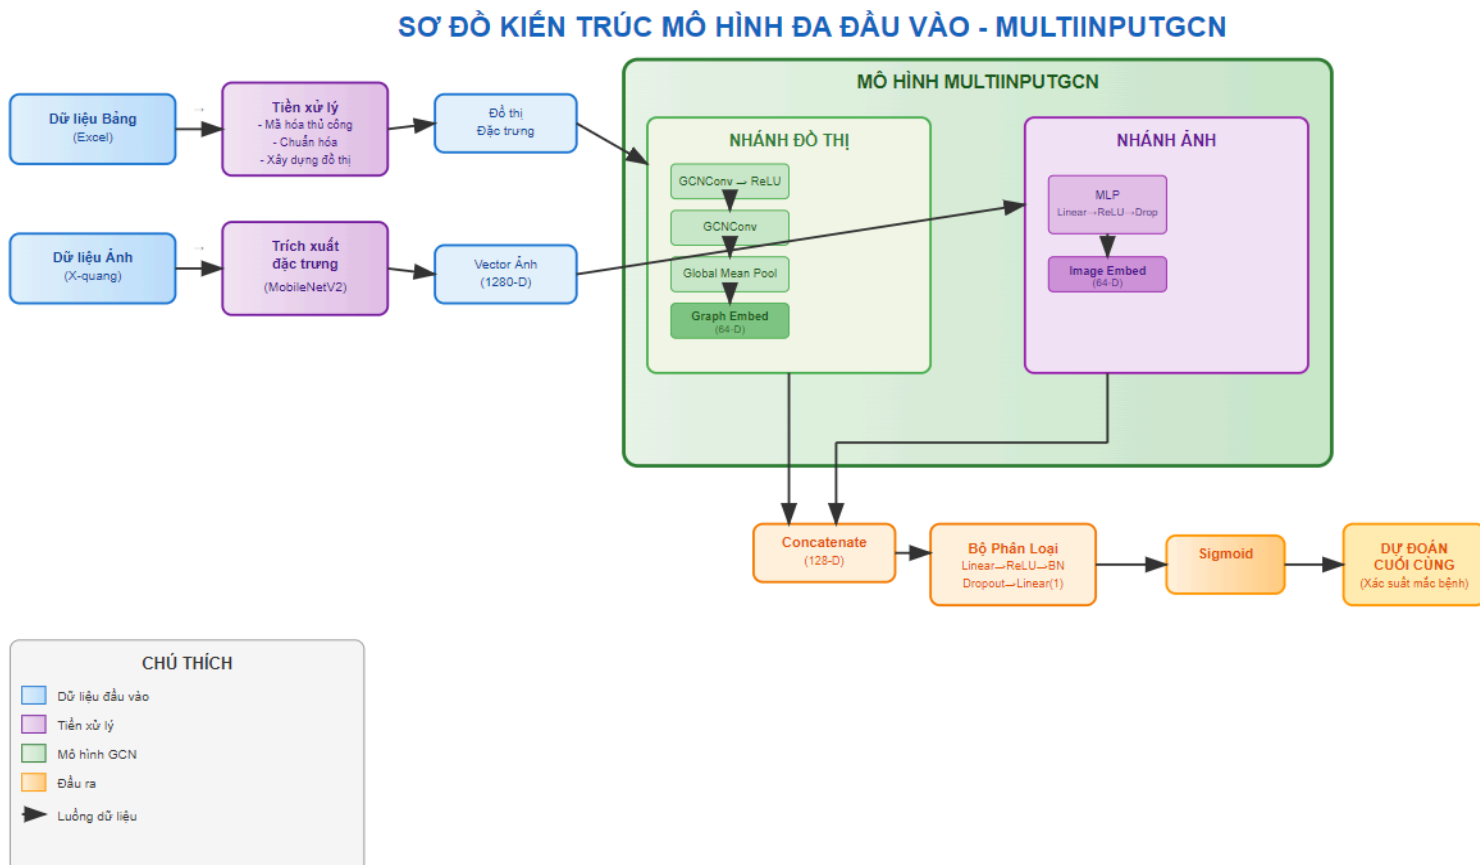 SƠ ĐỒ KIẾN TRÚC MÔ HÌNH ĐA ĐẦU VÀO - MULTIINPUTGCN
Dữ liệu Bảng
(Excel)
→
Tiền xử lý
- Mã hóa thủ công
- Chuẩn hóa
- Xây dựng đồ thị
Đồ thị
Đặc trưng
Dữ liệu Ảnh
(X-quang)
→
Trích xuất
đặc trưng
(MobileNetV2)
Vector Ảnh
(1280-D)
MÔ HÌNH MULTIINPUTGCN
NHÁNH ĐỒ THỊ
GCNConv → ReLU
GCNConv
Global Mean Pool
Graph Embed
(64-D)
NHÁNH ẢNH
MLP
Linear→ReLU→Drop
Image Embed
(64-D)
Concatenate
(128-D)
Bộ Phân Loại
Linear→ReLU→BN
Dropout→Linear(1)
Sigmoid
DỰ ĐOÁN
CUỐI CÙNG
(Xác suất mắc bệnh)
CHÚ THÍCH
Dữ liệu đầu vào
Tiền xử lý
Mô hình GCN
Đầu ra
Luồng dữ liệu